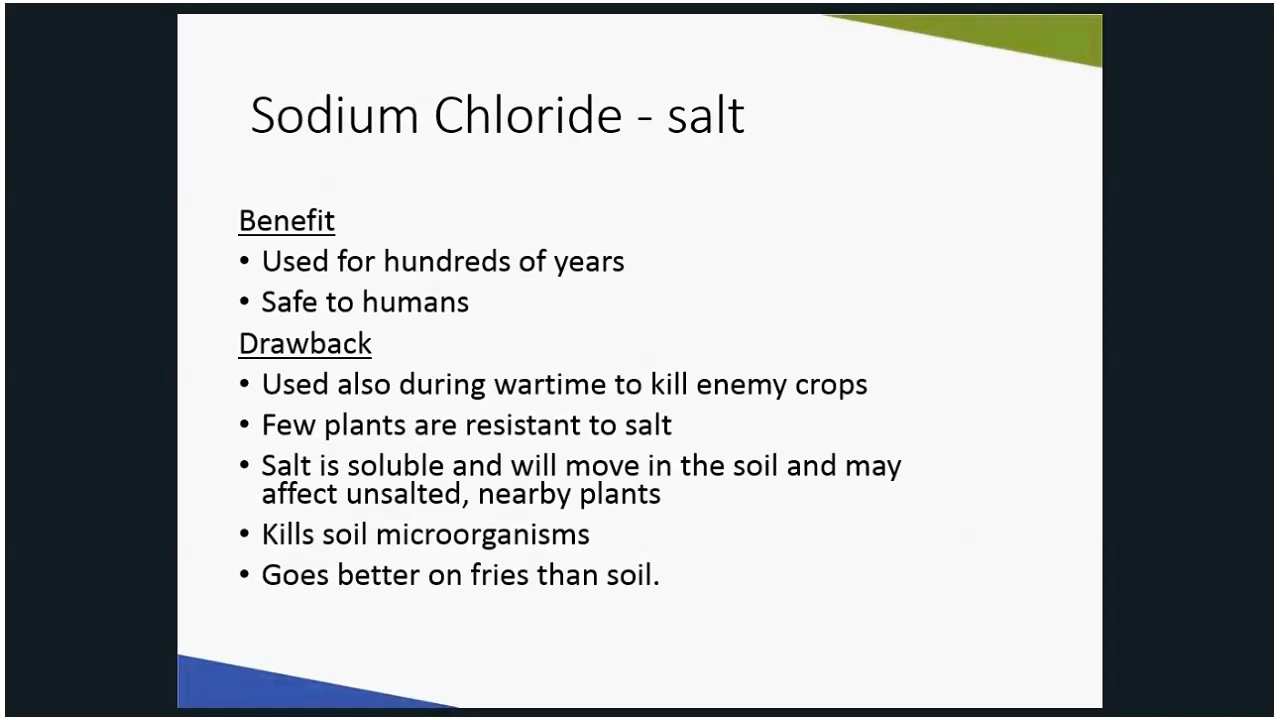 Sodium Chloride - salt
Benefit
• Used for hundreds of years
• Safe to humans
Drawback
• Used also during wartime to kill enemy crops
• Few plants are resistant to salt
• Salt is soluble and will move in the soil and may
affect unsalted, nearby plants
• Kills soil microorganisms
• Goes better on fries than soil.